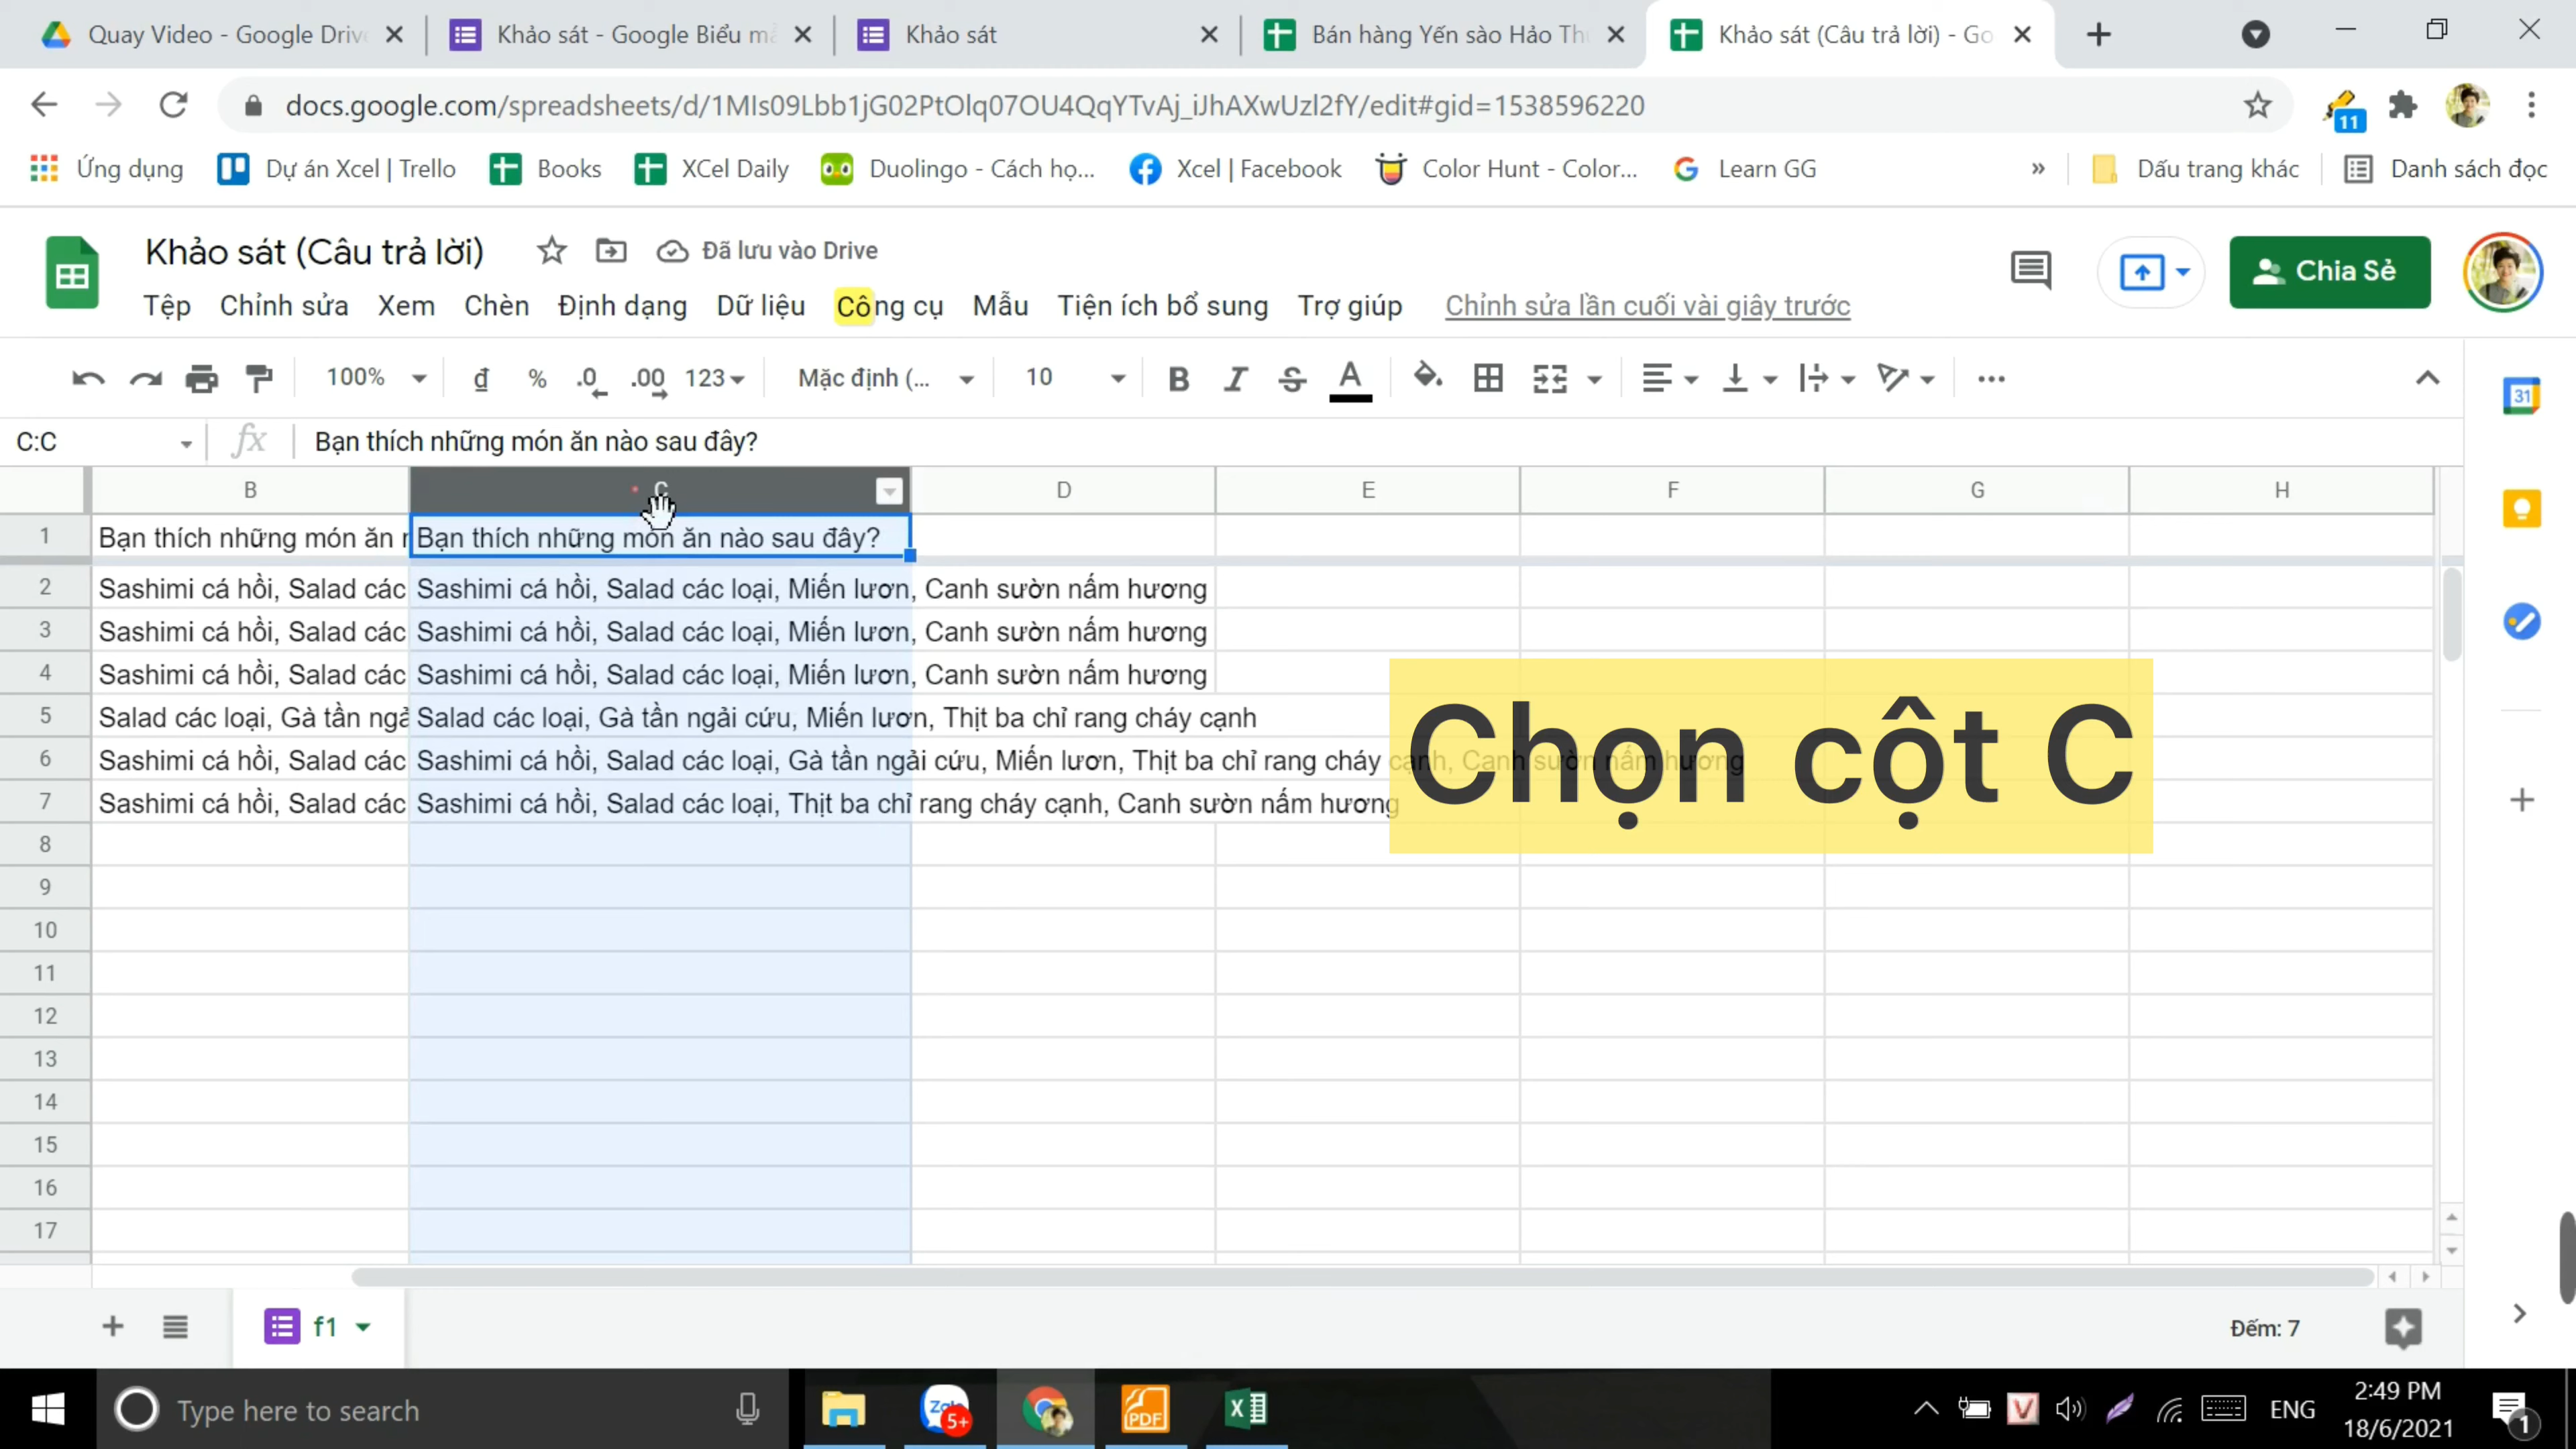 Quay Video - Google Drive
Khảo sát - Google Biểu mẫ
Khảo sát
Bán hàng Yến sào Hảo Th
Khảo sát (Câu trả lời) - Go
docs.google.com/spreadsheets/d/1MIs09Lbb1jG02PtOlq07OU4QqYTvAj_iJhAXwUzl2fY/edit#gid=1538596220
11
Ứng dụng
Dự án Xcel | Trello
Books
XCel Daily
Duolingo - Cách họ...
Xcel | Facebook
Color Hunt - Color...
Learn GG
»
Dấu trang khác
Danh sách đọc
Khảo sát (Câu trả lời)
Đã lưu vào Drive
Chia Sẻ
Tệp Chỉnh sửa Xem Chèn Định dạng Dữ liệu Công cụ Mẫu Tiện ích bổ sung Trợ giúp Chỉnh sửa lần cuối vài giây trước
100% đ % .0 .00 123 Mặc định (... 10 B I S A
31
C:C fx Bạn thích những món ăn nào sau đây?
B C D E F G H
1 Bạn thích những món ăn n Bạn thích những món ăn nào sau đây?
2 Sashimi cá hồi, Salad các Sashimi cá hồi, Salad các loại, Miến lươn, Canh sườn nấm hương
3 Sashimi cá hồi, Salad các Sashimi cá hồi, Salad các loại, Miến lươn, Canh sườn nấm hương
4 Sashimi cá hồi, Salad các Sashimi cá hồi, Salad các loại, Miến lươn, Canh sườn nấm hương
5 Salad các loại, Gà tần ngả Salad các loại, Gà tần ngải cứu, Miến lươn, Thịt ba chỉ rang cháy cạnh
6 Sashimi cá hồi, Salad các Sashimi cá hồi, Salad các loại, Gà tần ngải cứu, Miến lươn, Thịt ba chỉ rang cháy cạnh, Canh sườn nấm hương
7 Sashimi cá hồi, Salad các Sashimi cá hồi, Salad các loại, Thịt ba chỉ rang cháy cạnh, Canh sườn nấm hương
Chọn cột C
8
9
10
11
12
13
14
15
16
17
f1
Đếm: 7
Type here to search
Zalo
5+
PDF
V
ENG
2:49 PM
18/6/2021
1